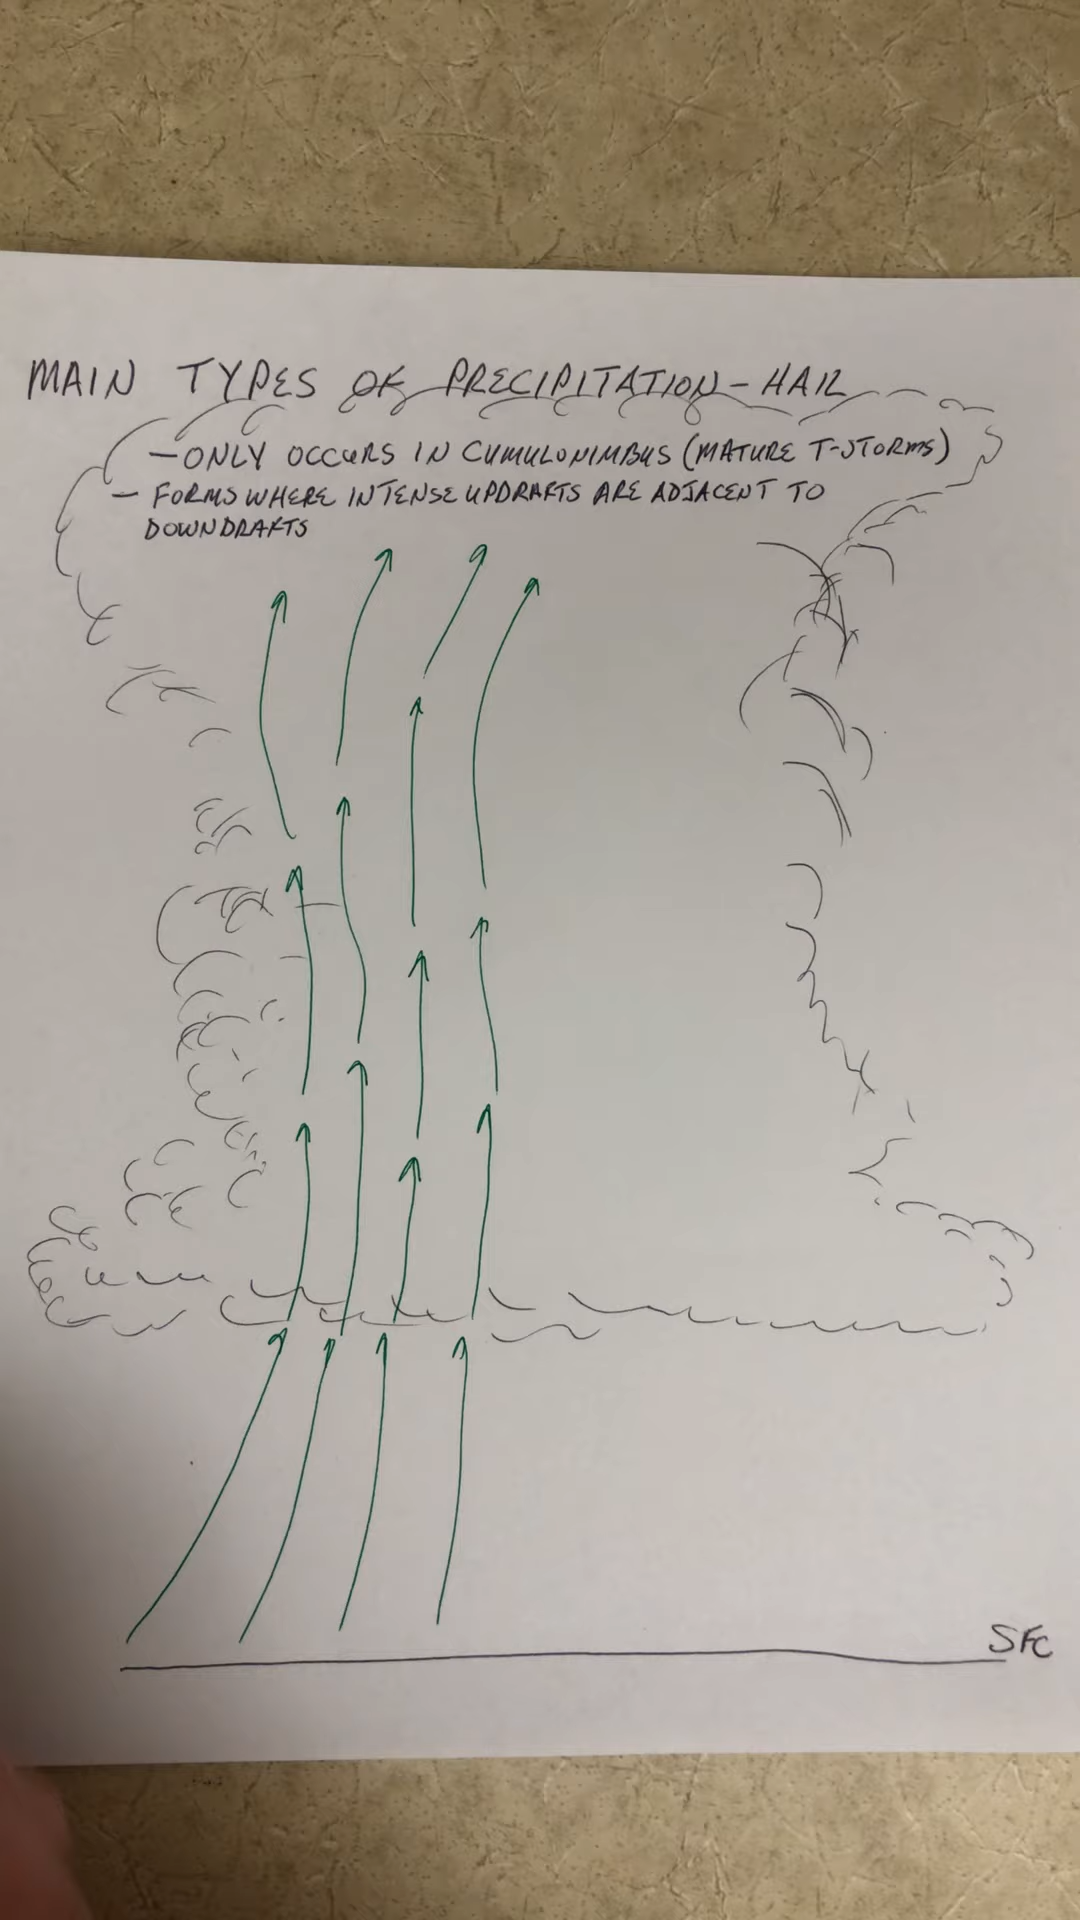 MAIN TYPES OF PRECIPITATION - HAIL
- ONLY OCCURS IN CUMULONIMBUS (MATURE T-STORMS)
- FORMS WHERE INTENSE UPDRAFTS ARE ADJACENT TO
DOWNDRAFTS
SFC